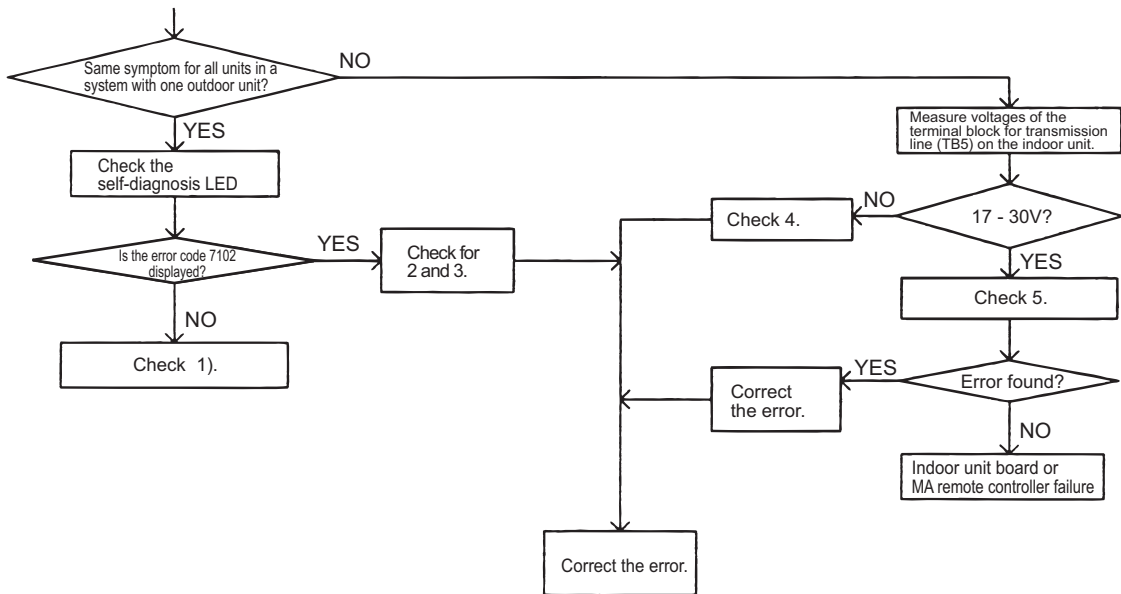 Same symptom for all units in a
system with one outdoor unit?
NO
YES
Measure voltages of the
terminal block for transmission
line (TB5) on the indoor unit.
Check the
self-diagnosis LED
17 - 30V?
NO
Check 4.
YES
Is the error code 7102
displayed?
YES
Check for
2 and 3.
Check 5.
NO
Check 1).
Error found?
YES
Correct
the error.
NO
Indoor unit board or
MA remote controller failure
Correct the error.